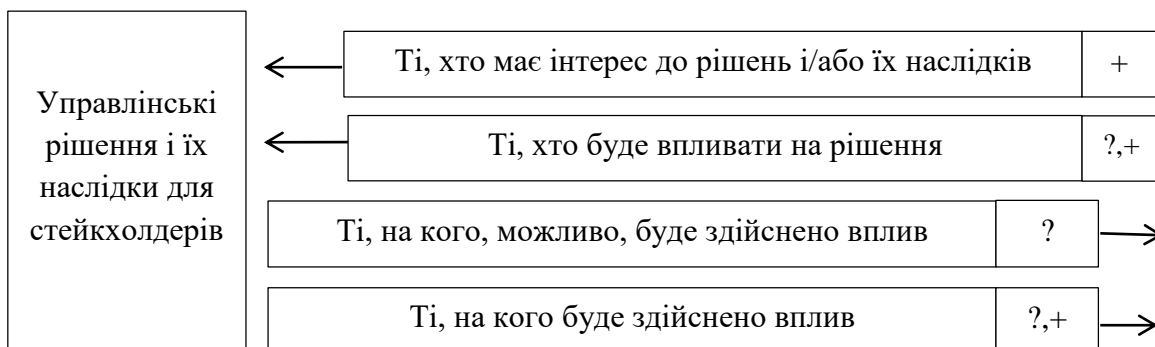 Управлінські
рішення і їх
наслідки для
стейкхолдерів
Ті, хто має інтерес до рішень і/або їх наслідків +
Ті, хто буде впливати на рішення ?,+
Ті, на кого, можливо, буде здійснено вплив ?
Ті, на кого буде здійснено вплив ?,+